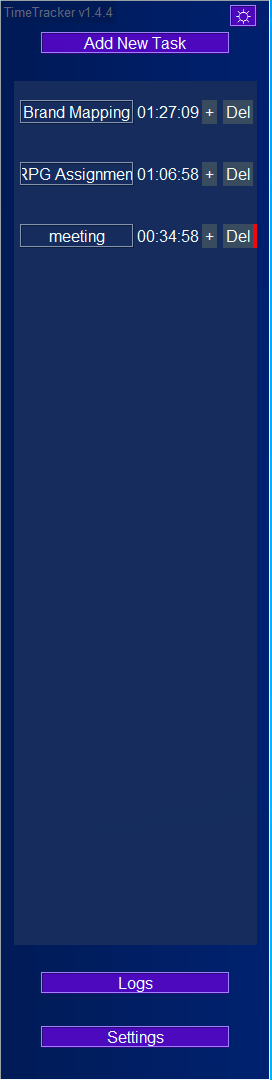 TimeTracker v1.4.4
Add New Task
Brand Mapping 01:27:09 + Del
RPG Assignmen 01:06:58 + Del
meeting 00:34:58 + Del
Logs
Settings